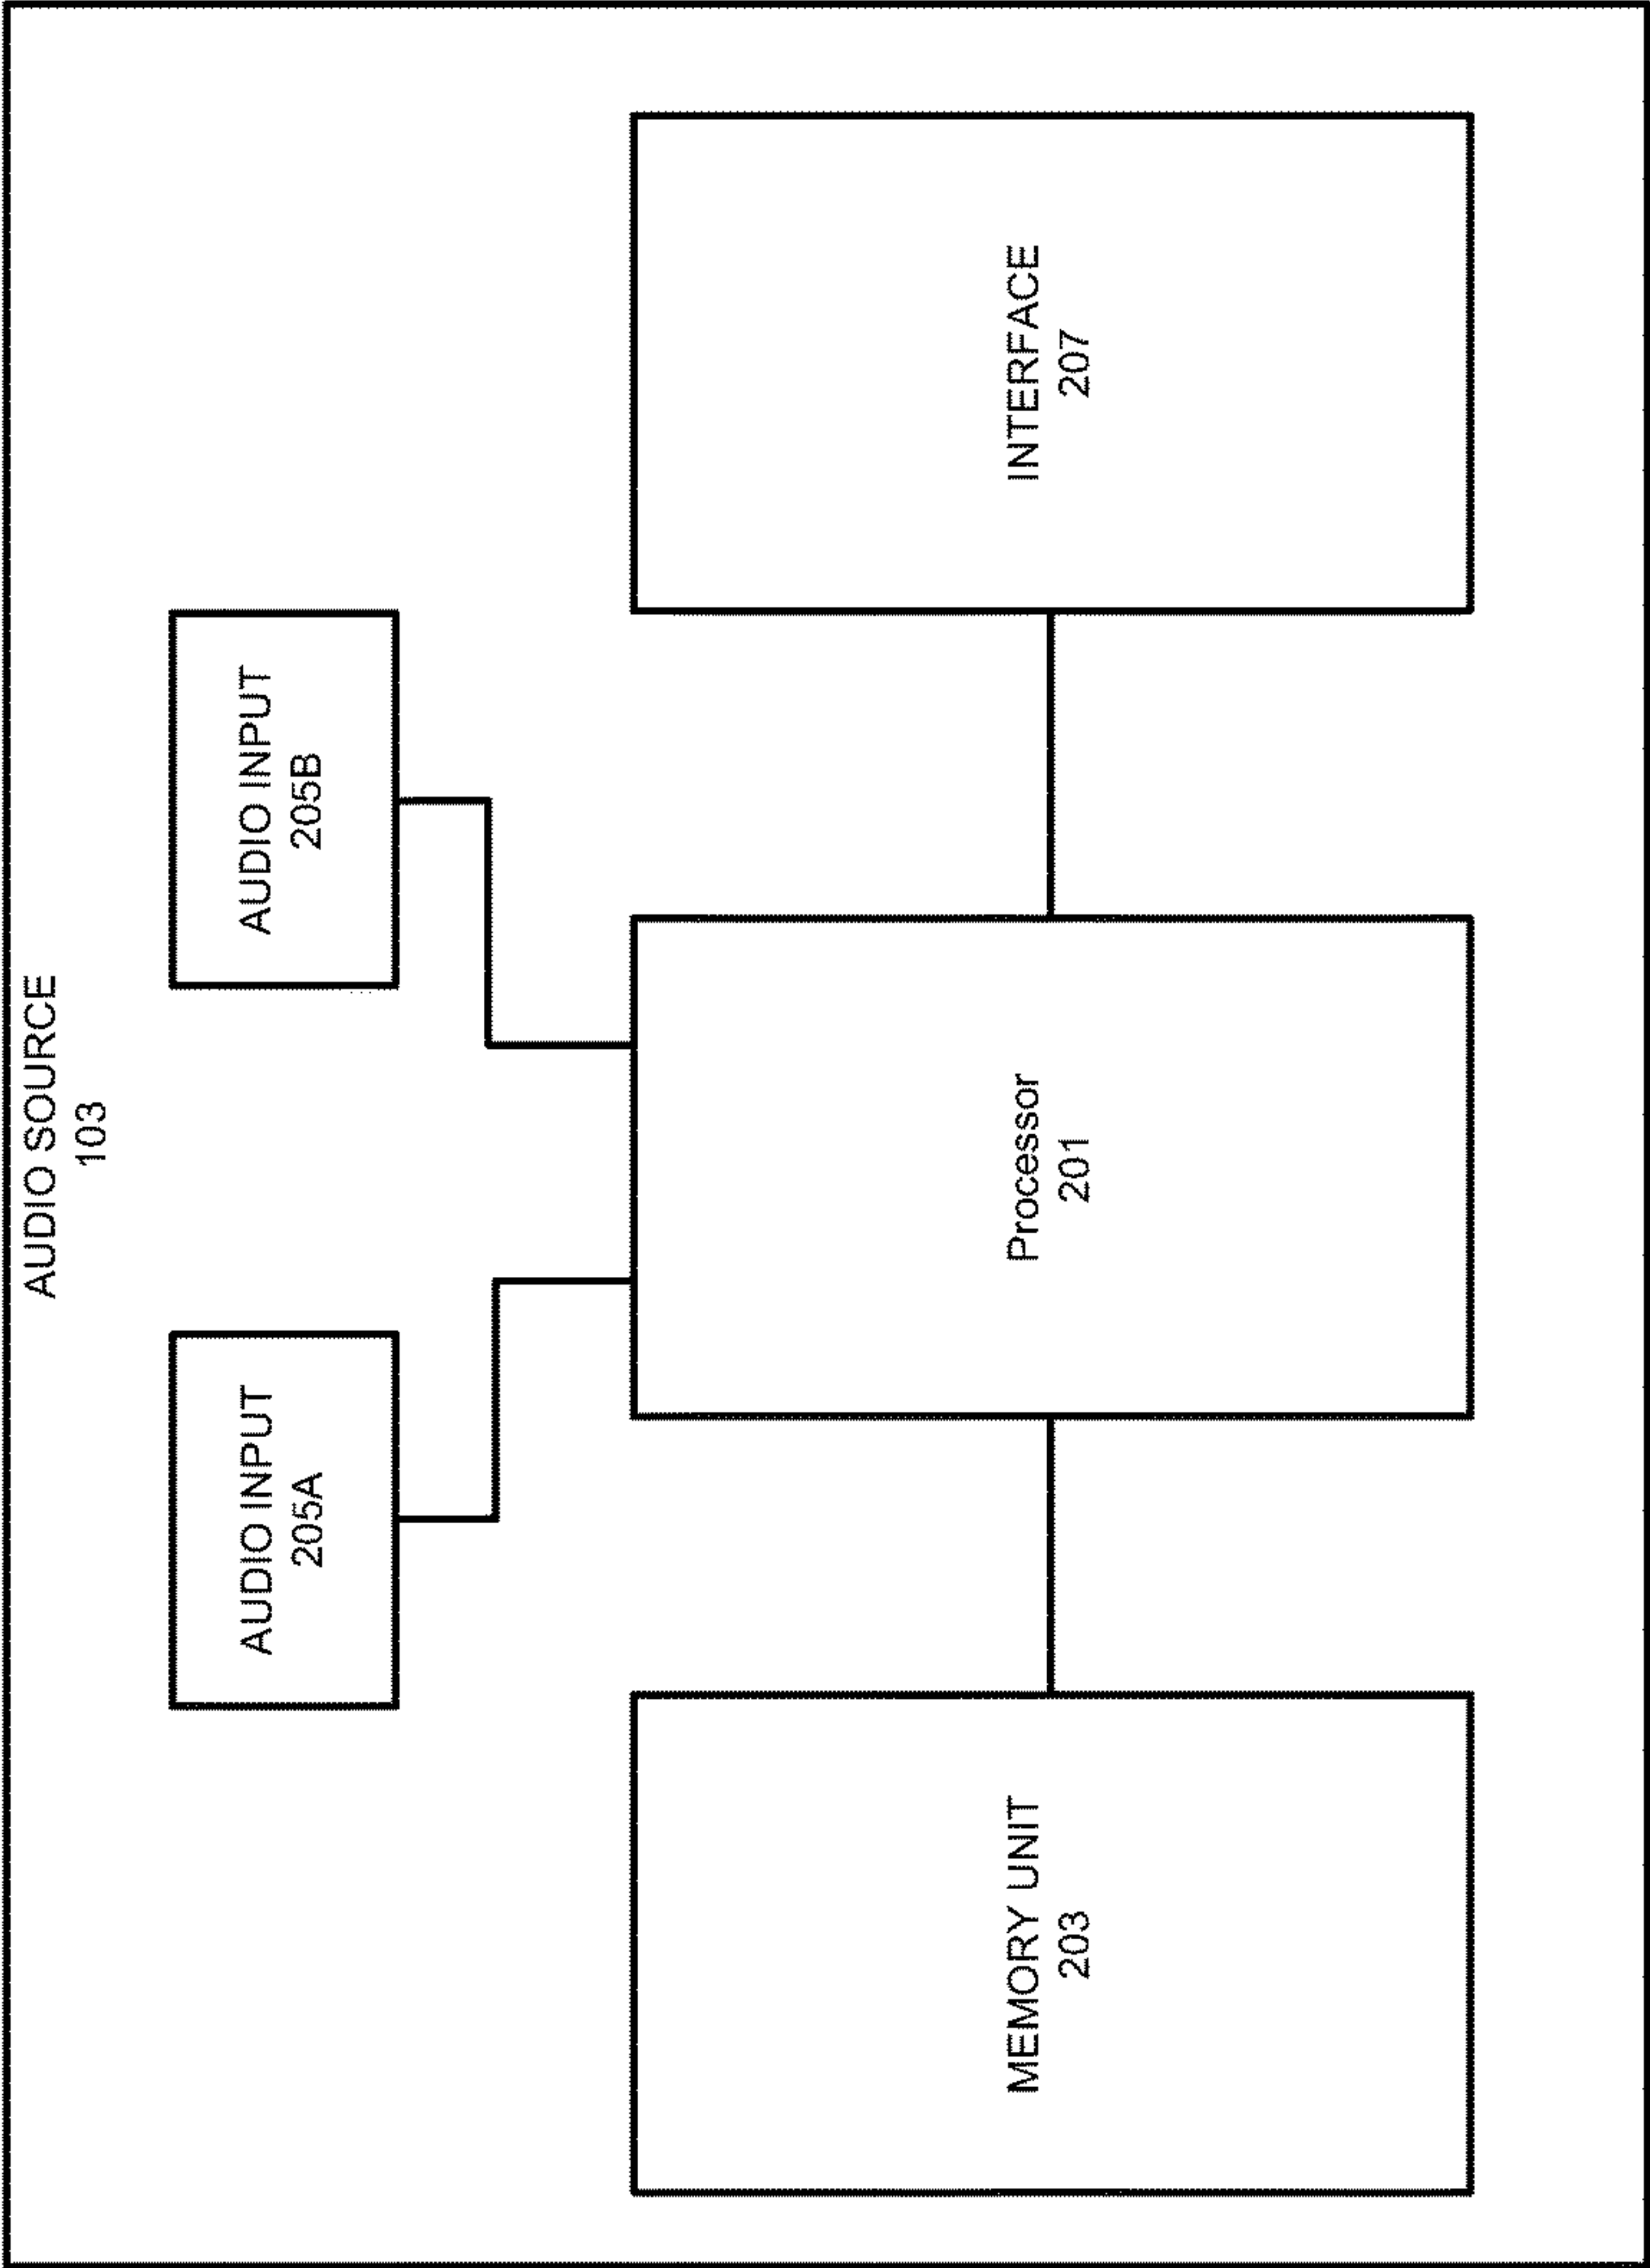 AUDIO SOURCE
103
AUDIO INPUT
205A
AUDIO INPUT
205B
MEMORY UNIT
203
Processor
201
INTERFACE
207